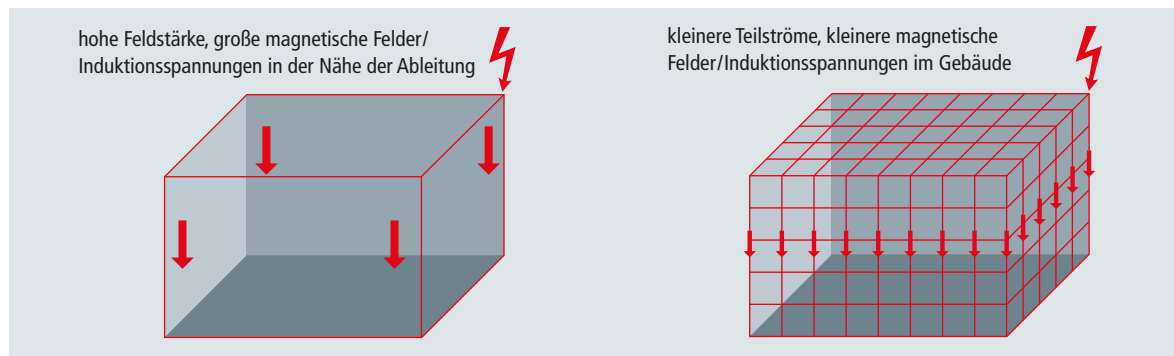 hohe Feldstärke, große magnetische Felder/
Induktionsspannungen in der Nähe der Ableitung
kleinere Teilströme, kleinere magnetische
Felder/Induktionsspannungen im Gebäude